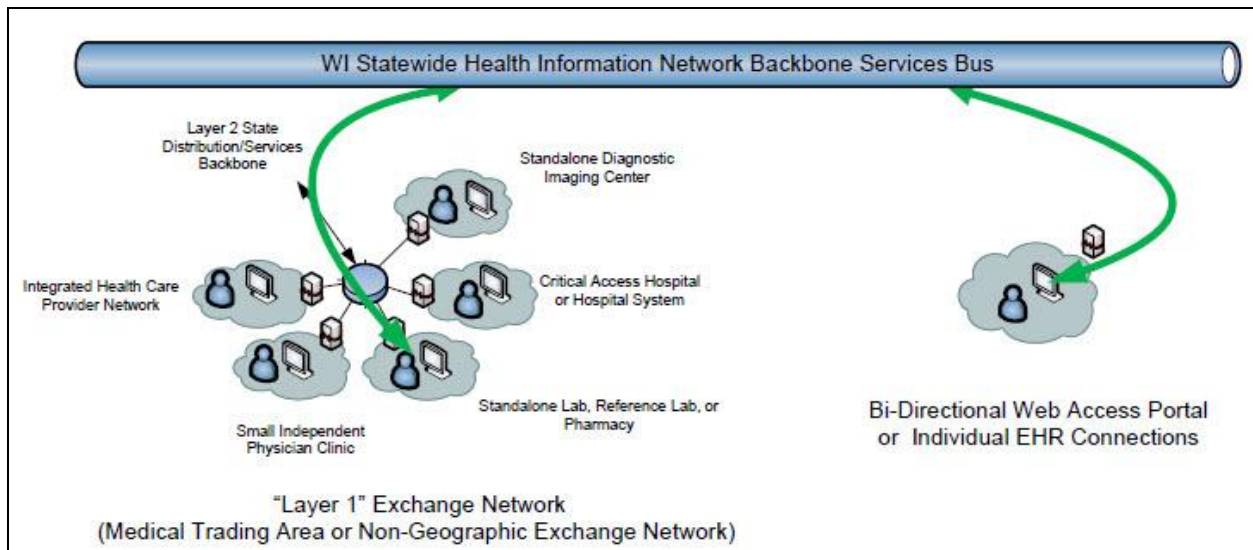 WI Statewide Health Information Network Backbone Services Bus
Layer 2 State
Distribution/Services
Backbone
Standalone Diagnostic
Imaging Center
Integrated Health Care
Provider Network
Critical Access Hospital
or Hospital System
Small Independent
Physician Clinic
Standalone Lab, Reference Lab, or
Pharmacy
Bi-Directional Web Access Portal
or Individual EHR Connections
“Layer 1” Exchange Network
(Medical Trading Area or Non-Geographic Exchange Network)